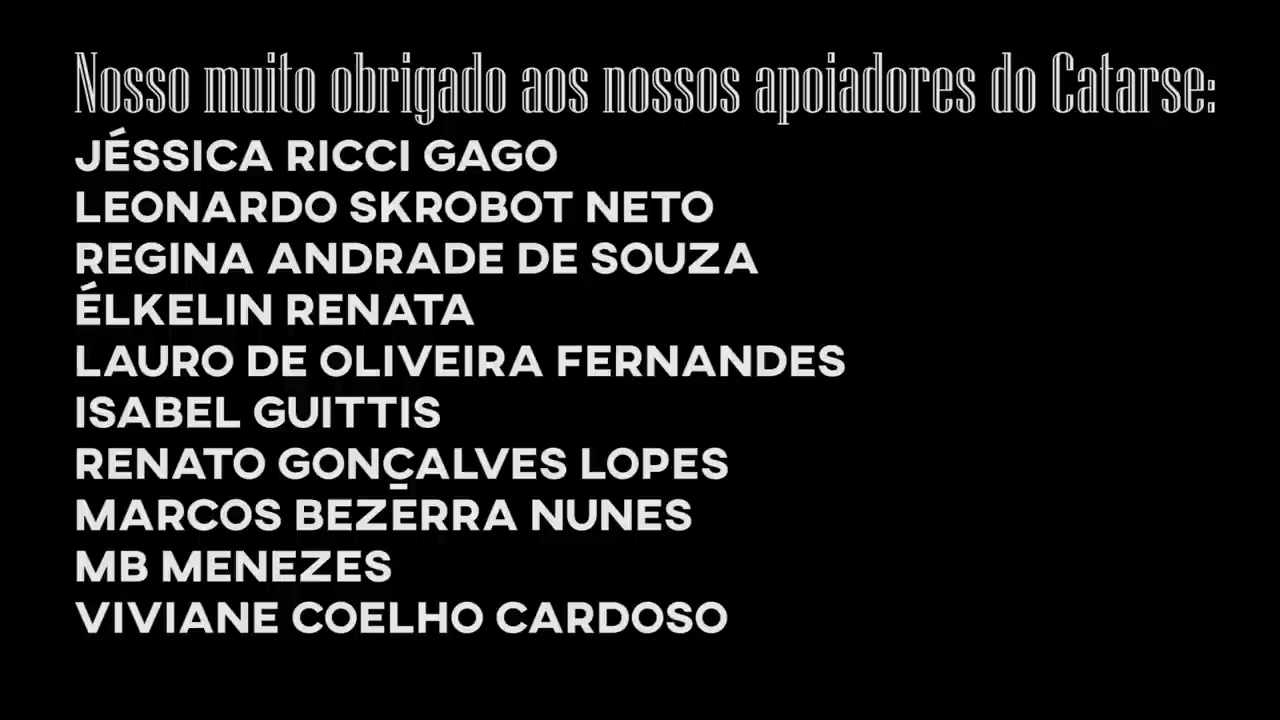 Nosso muito obrigado aos nossos apoiadores do Catarse:
JÉSSICA RICCI GAGO
LEONARDO SKROBOT NETO
REGINA ANDRADE DE SOUZA
ÉLKELIN RENATA
LAURO DE OLIVEIRA FERNANDES
ISABEL GUITTIS
RENATO GONÇALVES LOPES
MARCOS BEZERRA NUNES
MB MENEZES
VIVIANE COELHO CARDOSO